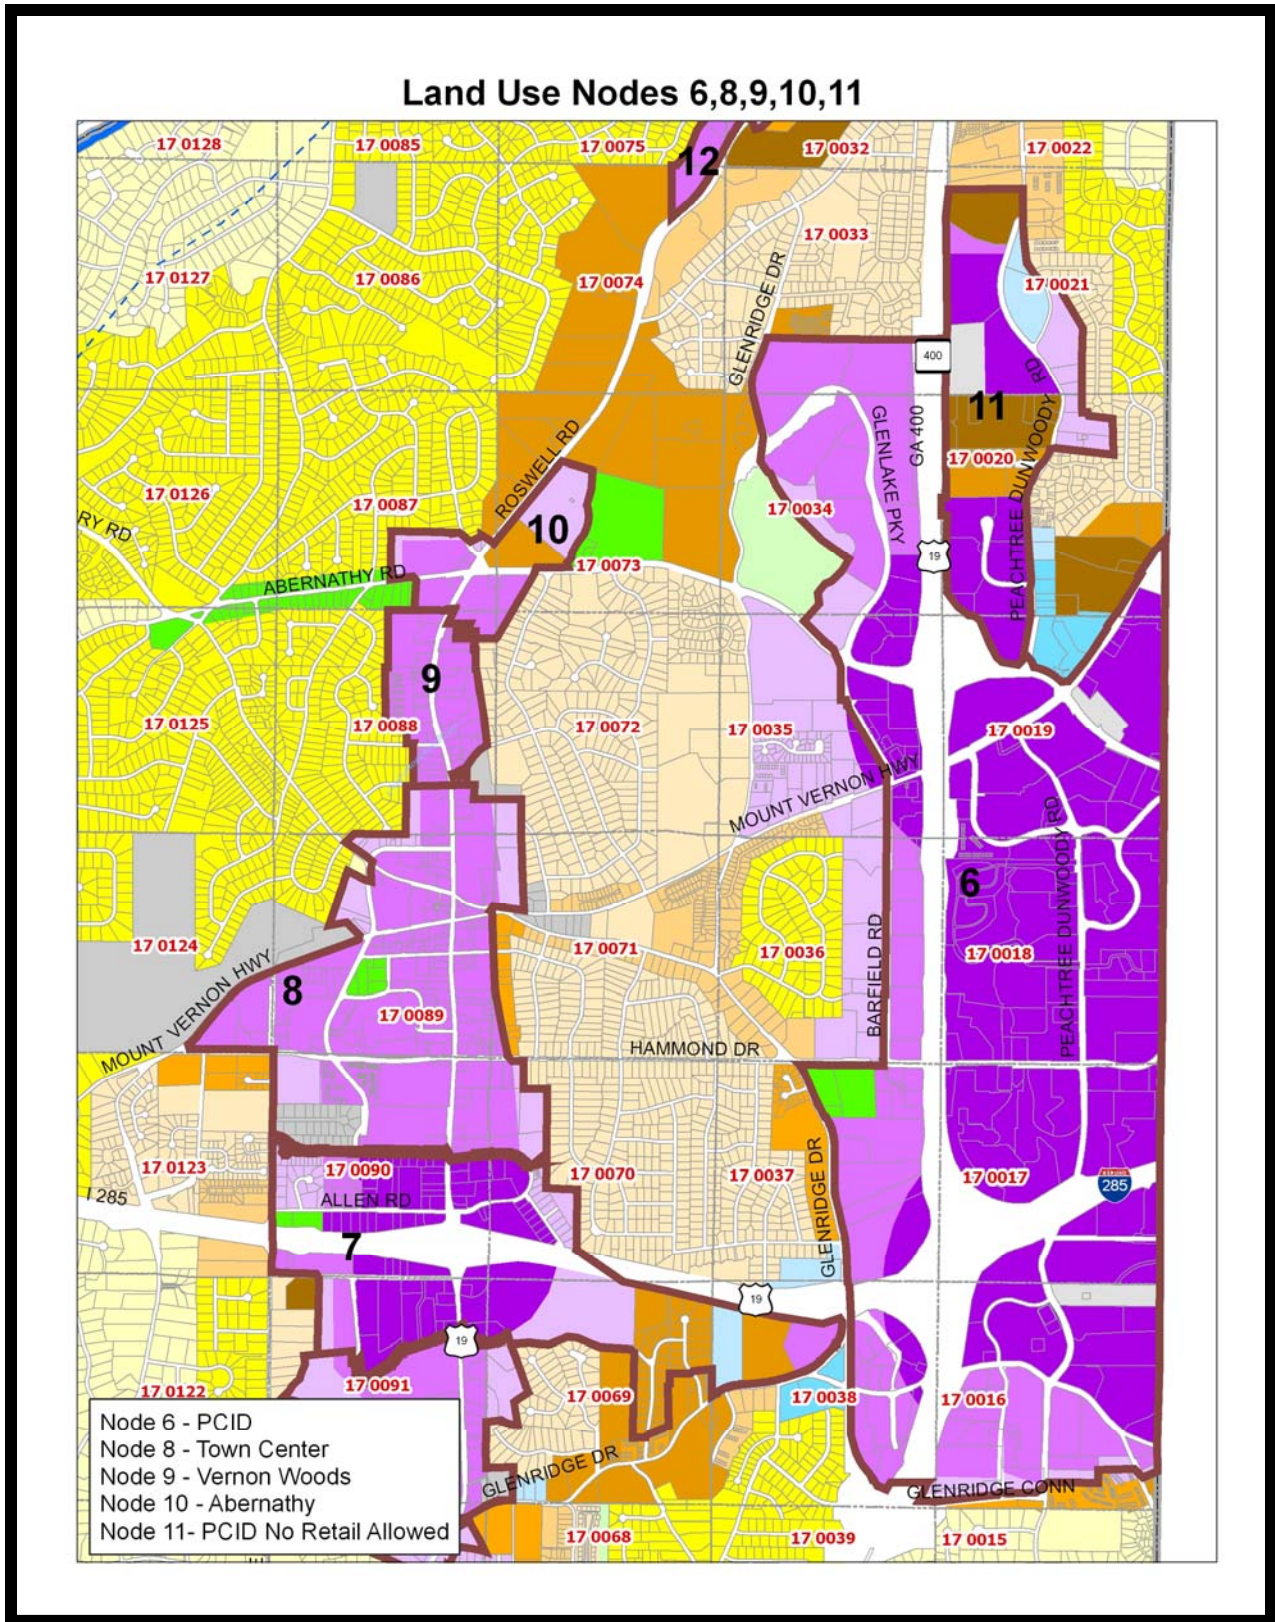 Land Use Nodes 6,8,9,10,11
17 0128
17 0085
17 0075
12
17 0032
17 0022
17 0033
17 0127
17 0086
17 0074
17 0021
GLENRIDGE DR
400
RD
11
GLENLAKE PKY
GA 400
17 0020
ROSWELL RD
17 0126
17 0087
17 0034
RY RD
10
PEACHTREE DUNWOODY
19
17 0073
ABERNATHY RD
9
17 0125
17 0088
17 0072
17 0035
17 0019
MOUNT VERNON HWY
PEACHTREE DUNWOODY RD
6
17 0124
17 0071
17 0036
17 0018
BARFIELD RD
MOUNT VERNON HWY
8
17 0089
HAMMOND DR
17 0123
17 0090
17 0070
17 0037
17 0017
285
I 285
ALLEN RD
GLENRIDGE DR
7
19
19
17 0122
17 0091
17 0069
17 0038
17 0016
GLENRIDGE DR
GLENRIDGE CONN
17 0068
17 0039
17 0015
Node 6 - PCID
Node 8 - Town Center
Node 9 - Vernon Woods
Node 10 - Abernathy
Node 11- PCID No Retail Allowed